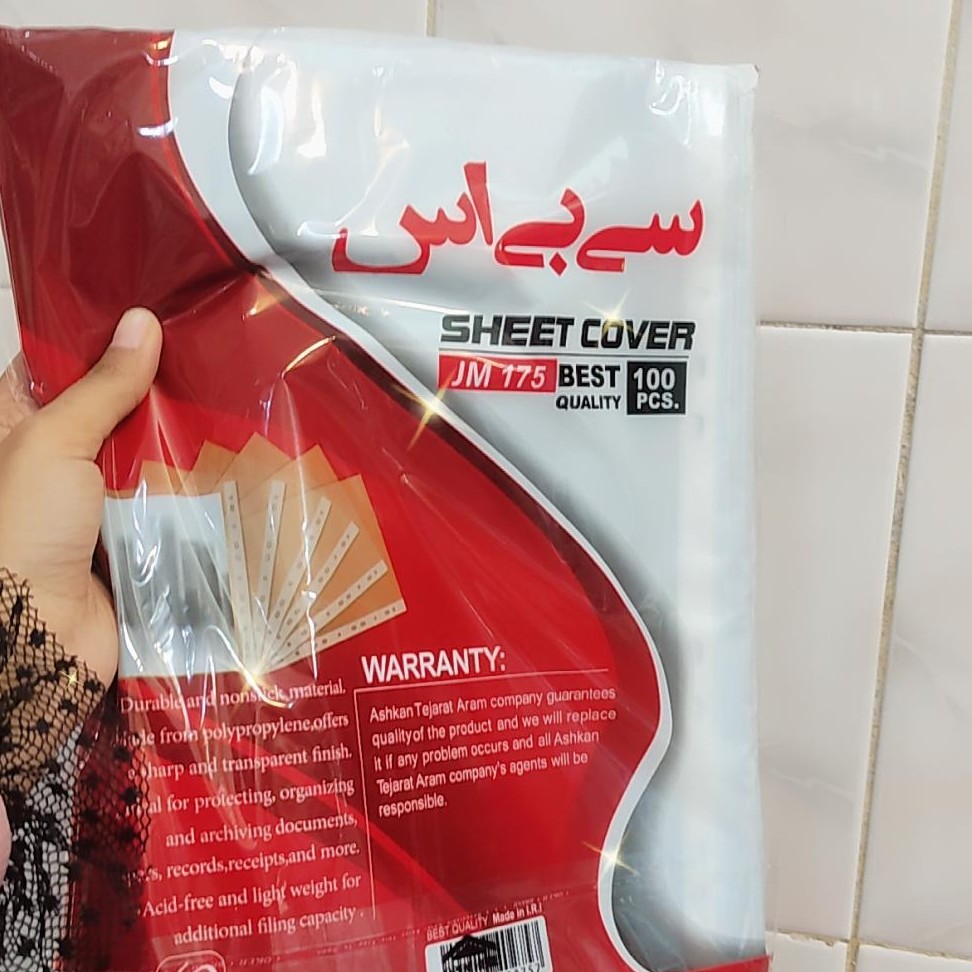 سی‌بی‌اس
SHEET COVER
JM 175
BEST
QUALITY
100
PCS.
Durable and nonstick material.
from polypropylene,offers
harp and transparent finish.
for protecting, organizing
and archiving documents,
records,receipts,and more.
Acid-free and light weight for
additional filing capacity .
WARRANTY:
Ashkan Tejarat Aram company guarantees
quality of the product and we will replace
it if any problem occurs and all Ashkan
Tejarat Aram company's agents will be
responsible.
BEST QUALITY Made In I.R.I